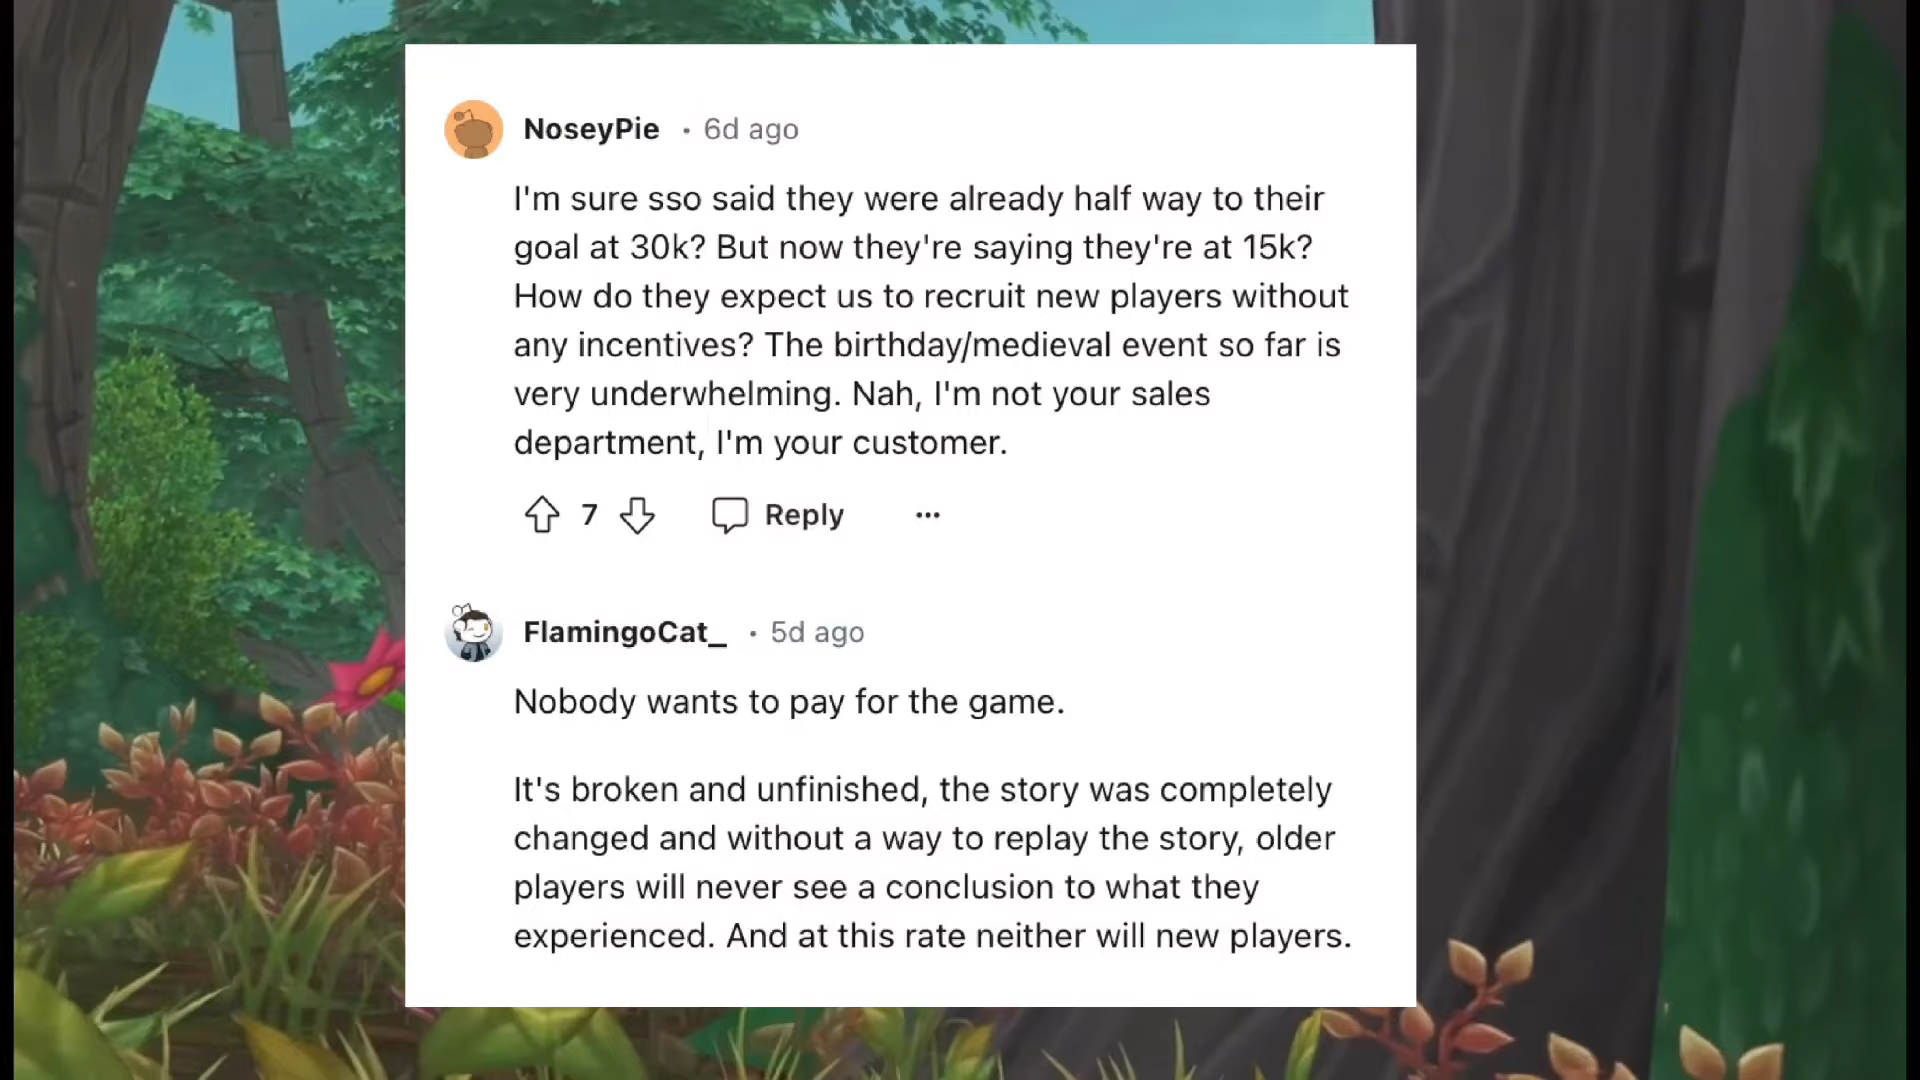 NoseyPie • 6d ago
I'm sure sso said they were already half way to their
goal at 30k? But now they're saying they're at 15k?
How do they expect us to recruit new players without
any incentives? The birthday/medieval event so far is
very underwhelming. Nah, I'm not your sales
department, I'm your customer.
7 Reply ...
FlamingoCat_ • 5d ago
Nobody wants to pay for the game.
It's broken and unfinished, the story was completely
changed and without a way to replay the story, older
players will never see a conclusion to what they
experienced. And at this rate neither will new players.